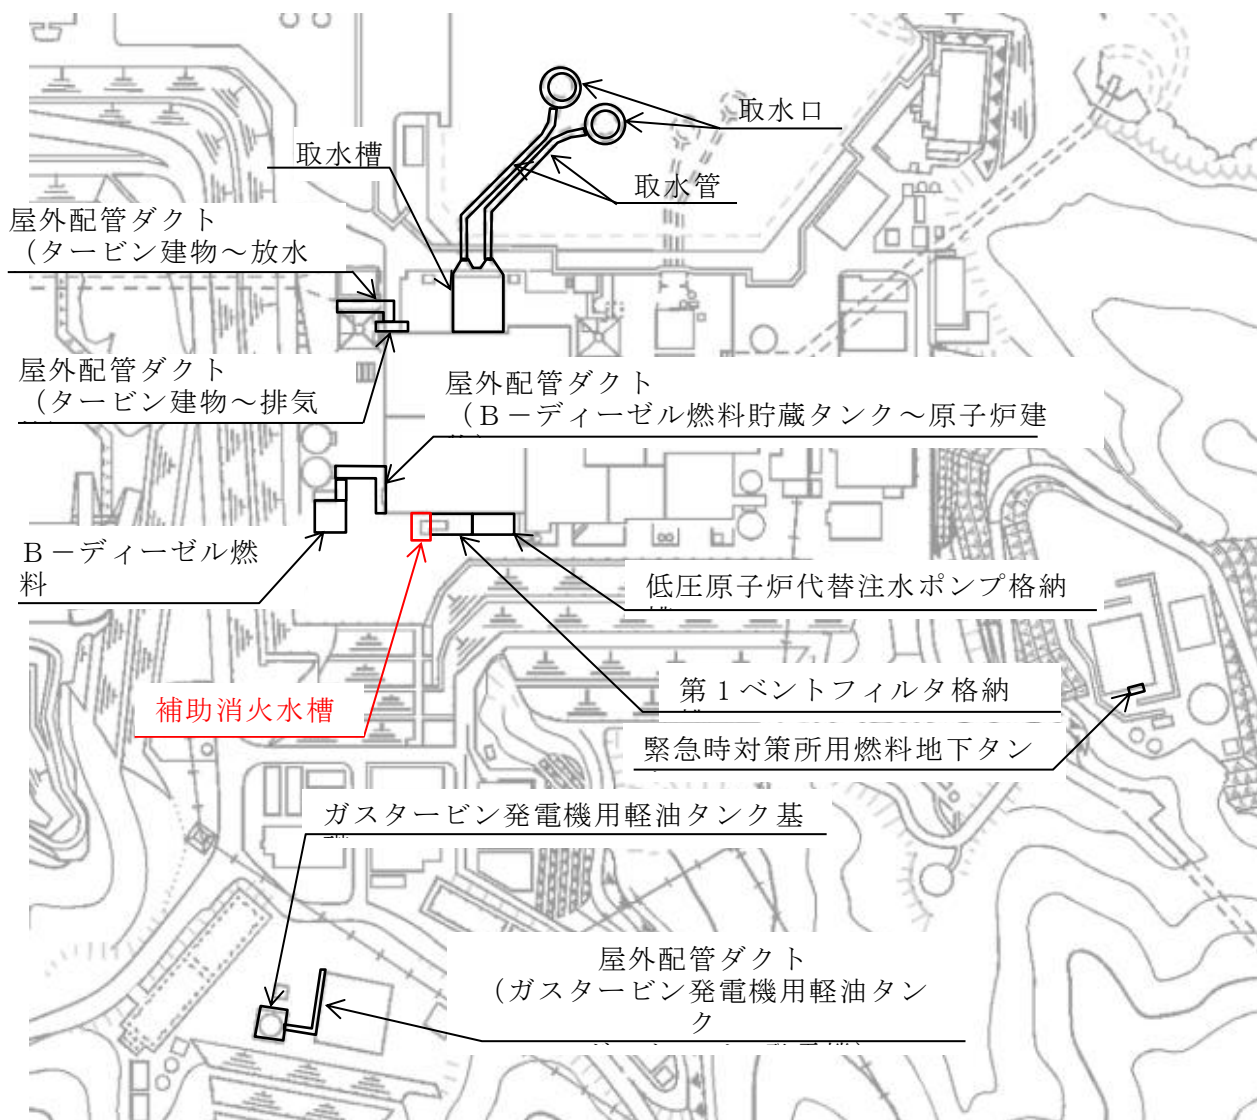 取水口
取水槽
取水管
屋外配管ダクト
（タービン建物～放水
屋外配管ダクト
（タービン建物～排気
屋外配管ダクト
（Ｂ－ディーゼル燃料貯蔵タンク～原子炉建
Ｂ－ディーゼル燃
料
低圧原子炉代替注水ポンプ格納
第１ベントフィルタ格納
補助消火水槽
緊急時対策所用燃料地下タン
ガスタービン発電機用軽油タンク基
屋外配管ダクト
（ガスタービン発電機用軽油タン
ク